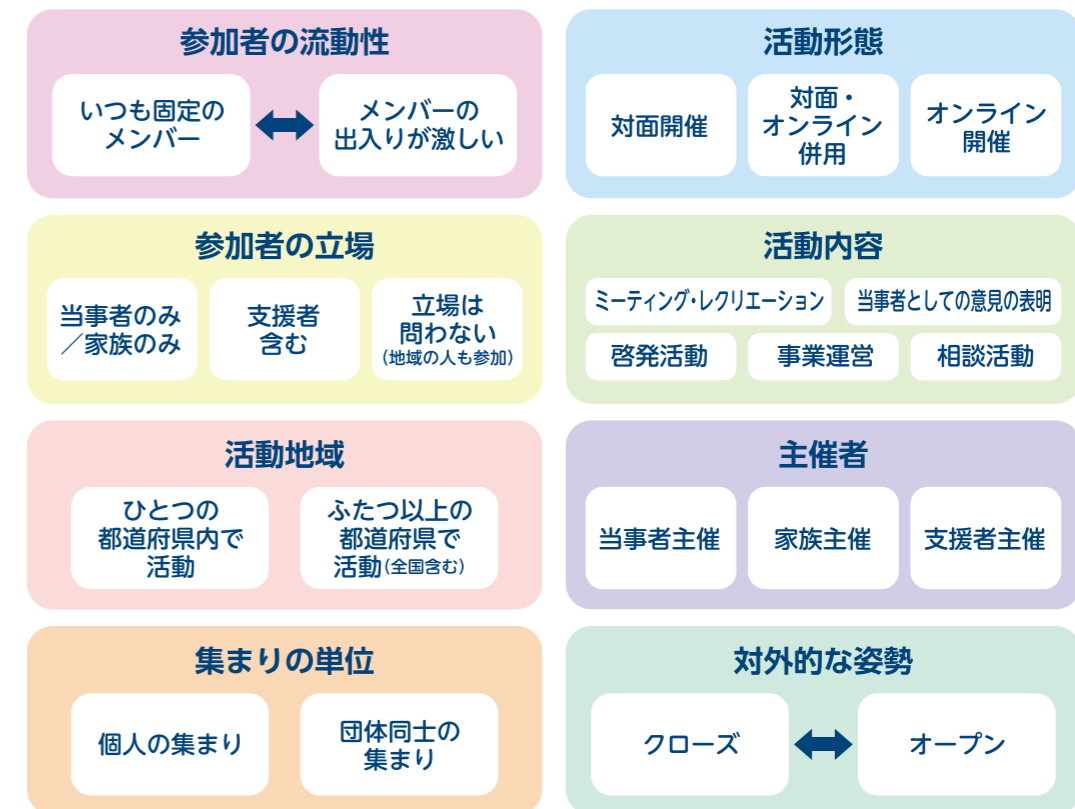 参加者の流動性
いつも固定の
メンバー
メンバーの
出入りが激しい
活動形態
対面開催
対面・
オンライン
併用
オンライン
開催
参加者の立場
当事者のみ
／家族のみ
支援者
含む
立場は
問わない
(地域の人も参加)
活動内容
ミーティング・レクリエーション
当事者としての意見の表明
啓発活動
事業運営
相談活動
活動地域
ひとつの
都道府県内で
活動
ふたつ以上の
都道府県で
活動(全国含む)
主催者
当事者主催
家族主催
支援者主催
集まりの単位
個人の集まり
団体同士の
集まり
対外的な姿勢
クローズ
オープン